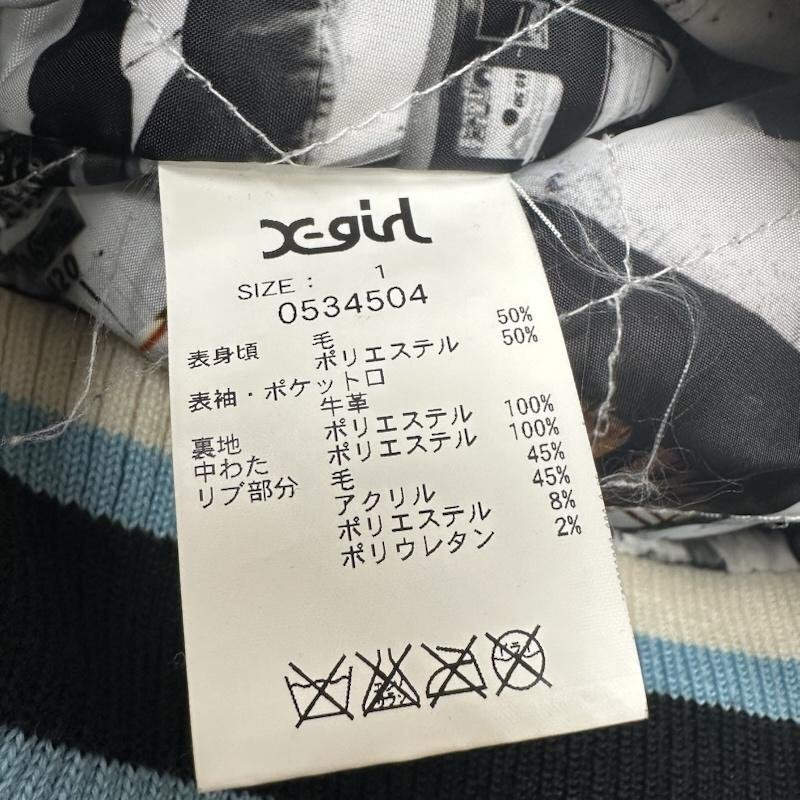 X-girl
SIZE : 1
0534504
表身頃 毛 50%
ポリエステル 50%
表袖・ポケット口
牛革
裏地 ポリエステル 100%
中わた ポリエステル 100%
リブ部分 毛 45%
アクリル 45%
ポリエステル 8%
ポリウレタン 2%